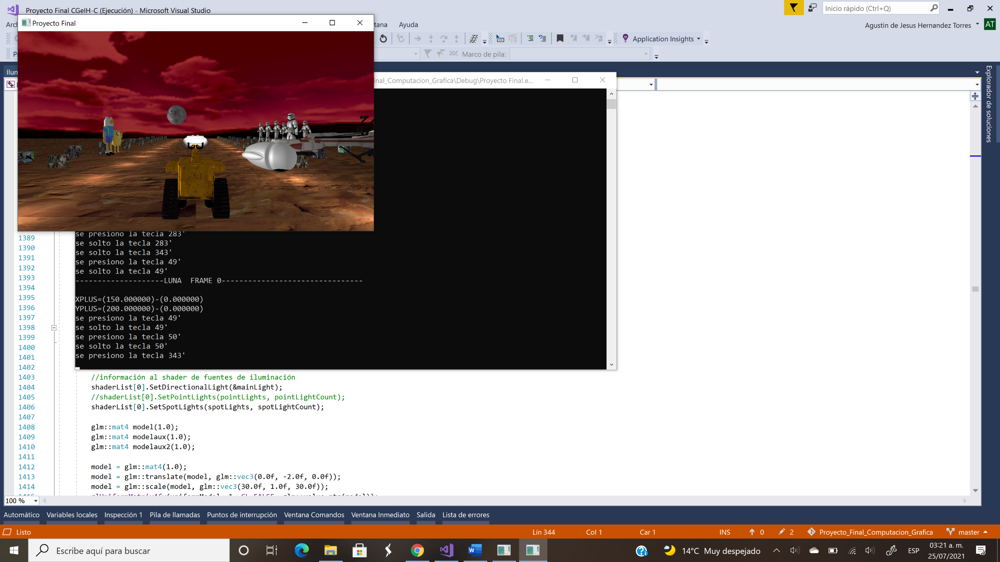 Proyecto Final CGeIH-C (Ejecución) - Microsoft Visual Studio
Inicio rápido (Ctrl+Q)
Proyecto Final
Ayuda
Agustin de Jesus Hernandez Torres
AT
Application Insights
Marco de pila:
Explorador de soluciones
inal_Computacion_Grafica\Debug\Proyecto Final.e...
se presiono la tecla 283'
se solto la tecla 283'
se solto la tecla 343'
se presiono la tecla 49'
se solto la tecla 49'
--------------------LUNA  FRAME 0--------------------------------
XPLUS=(150.000000)-(0.000000)
YPLUS=(200.000000)-(0.000000)
se presiono la tecla 49'
se solto la tecla 49'
se presiono la tecla 50'
se solto la tecla 50'
se presiono la tecla 343'
1389
1390
1391
1392
1393
1394
1395
1396
1397
1398
1399
1400
1401
1402
1403 //información al shader de fuentes de iluminación
1404 shaderList[0].SetDirectionalLight(&mainLight);
1405 //shaderList[0].SetPointLights(pointLights, pointLightCount);
1406 shaderList[0].SetSpotLights(spotLights, spotLightCount);
1407
1408 glm::mat4 model(1.0);
1409 glm::mat4 modelaux(1.0);
1410 glm::mat4 modelaux2(1.0);
1411
1412 model = glm::mat4(1.0);
1413 model = glm::translate(model, glm::vec3(0.0f, -2.0f, 0.0f));
1414 model = glm::scale(model, glm::vec3(30.0f, 1.0f, 30.0f));
100 %
Automático Variables locales Inspección 1 Pila de llamadas Puntos de interrupción Ventana Comandos Ventana Inmediato Salida Lista de errores
Listo Lín 344 Col 1 Car 1 INS 0 2 Proyecto_Final_Computacion_Grafica master
Escribe aquí para buscar
14°C Muy despejado
ESP
03:21 a. m.
25/07/2021